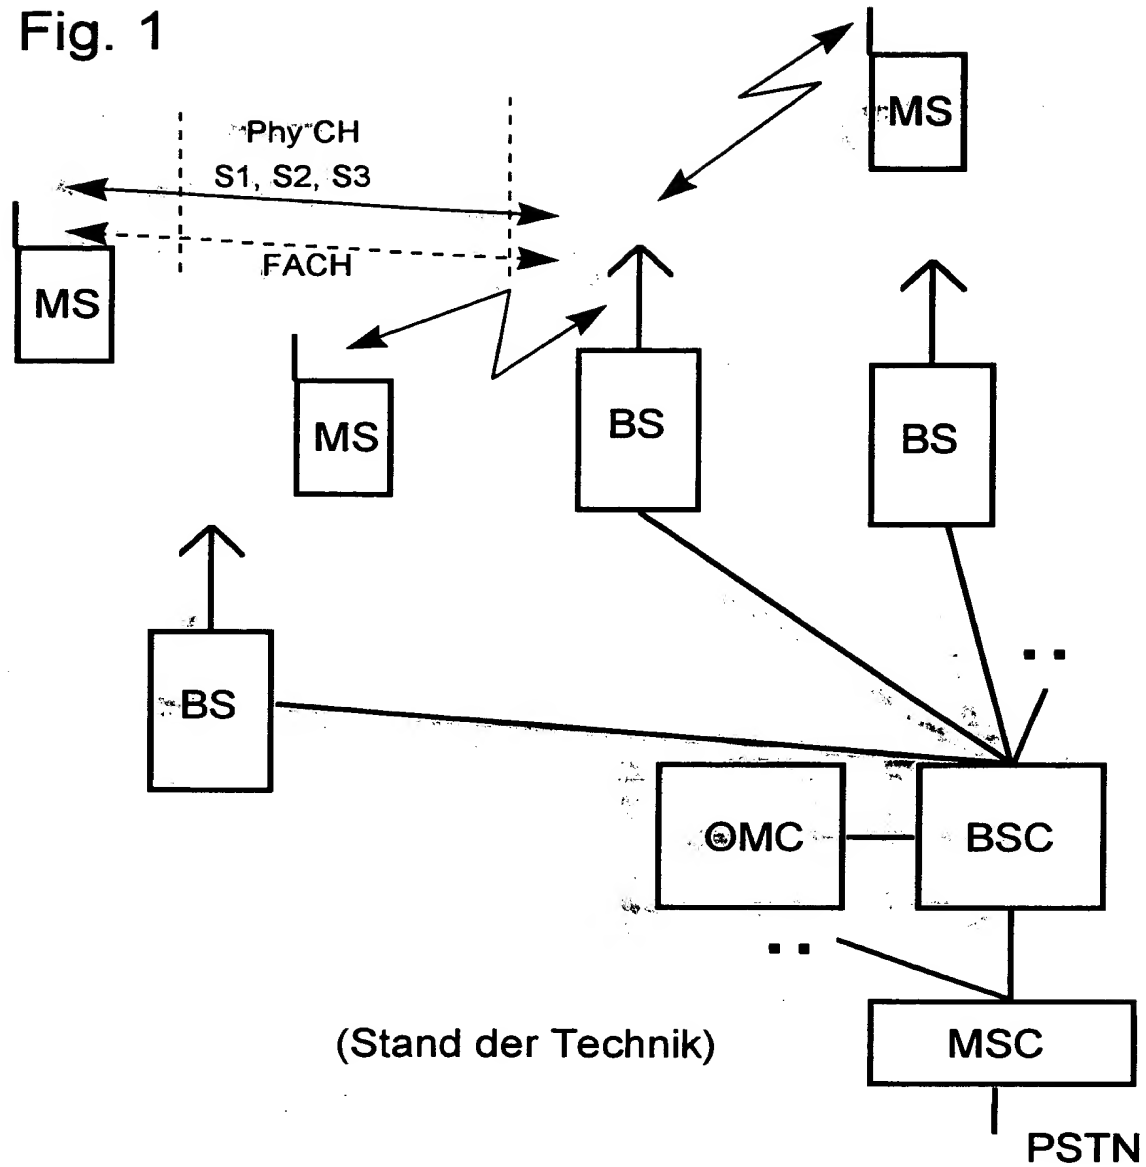 Fig. 1
MS
Phy CH
S1, S2, S3
FACH
MS
MS
BS
BS
BS
OMC
BSC
(Stand der Technik)
MSC
PSTN